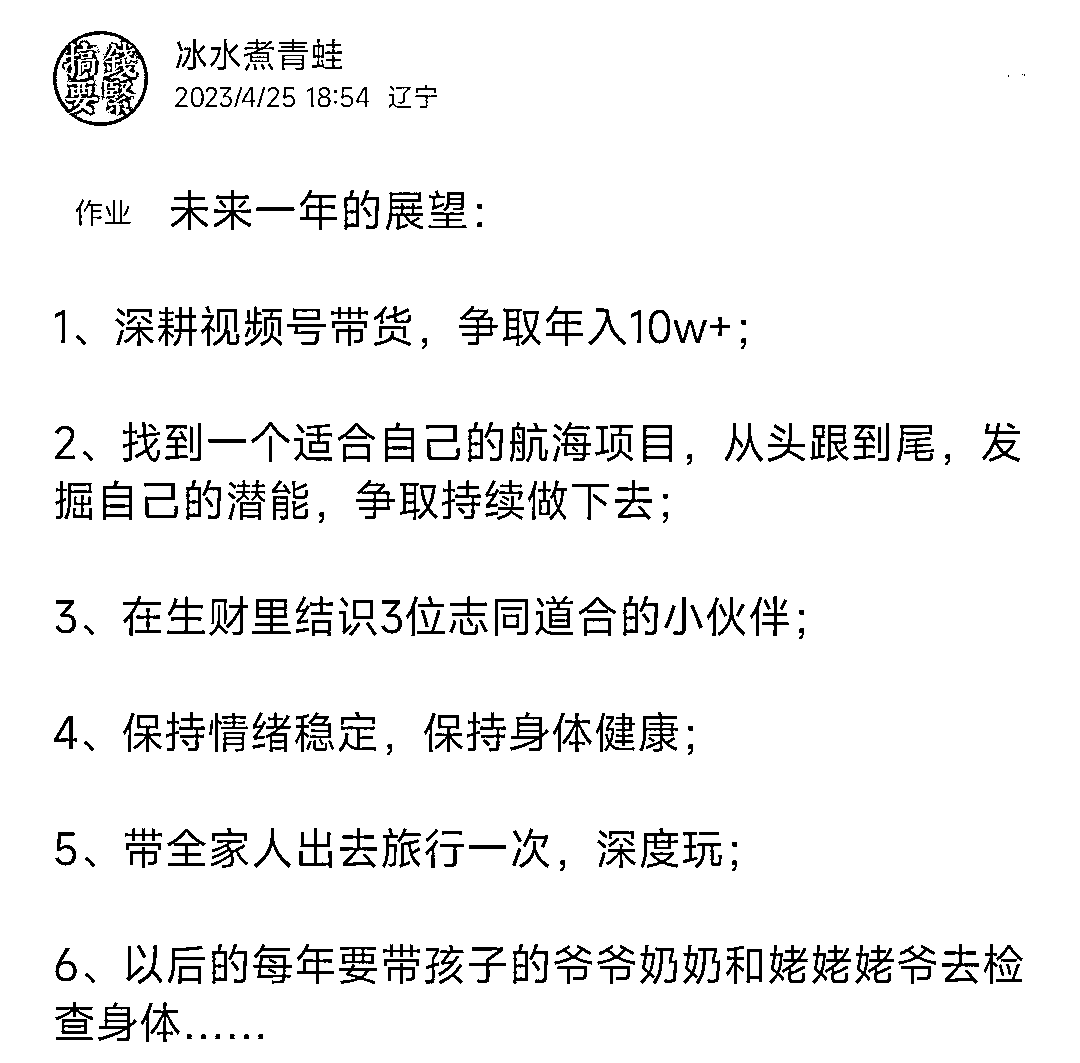 搞錢
要緊
冰水煮青蛙
2023/4/25 18:54 辽宁
作业 未来一年的展望：
1、深耕视频号带货，争取年入10w+；
2、找到一个适合自己的航海项目，从头跟到尾，发
掘自己的潜能，争取持续做下去；
3、在生财里结识3位志同道合的小伙伴；
4、保持情绪稳定，保持身体健康；
5、带全家人出去旅行一次，深度玩；
6、以后的每年要带孩子的爷爷奶奶和姥姥姥爷去检
查身体……